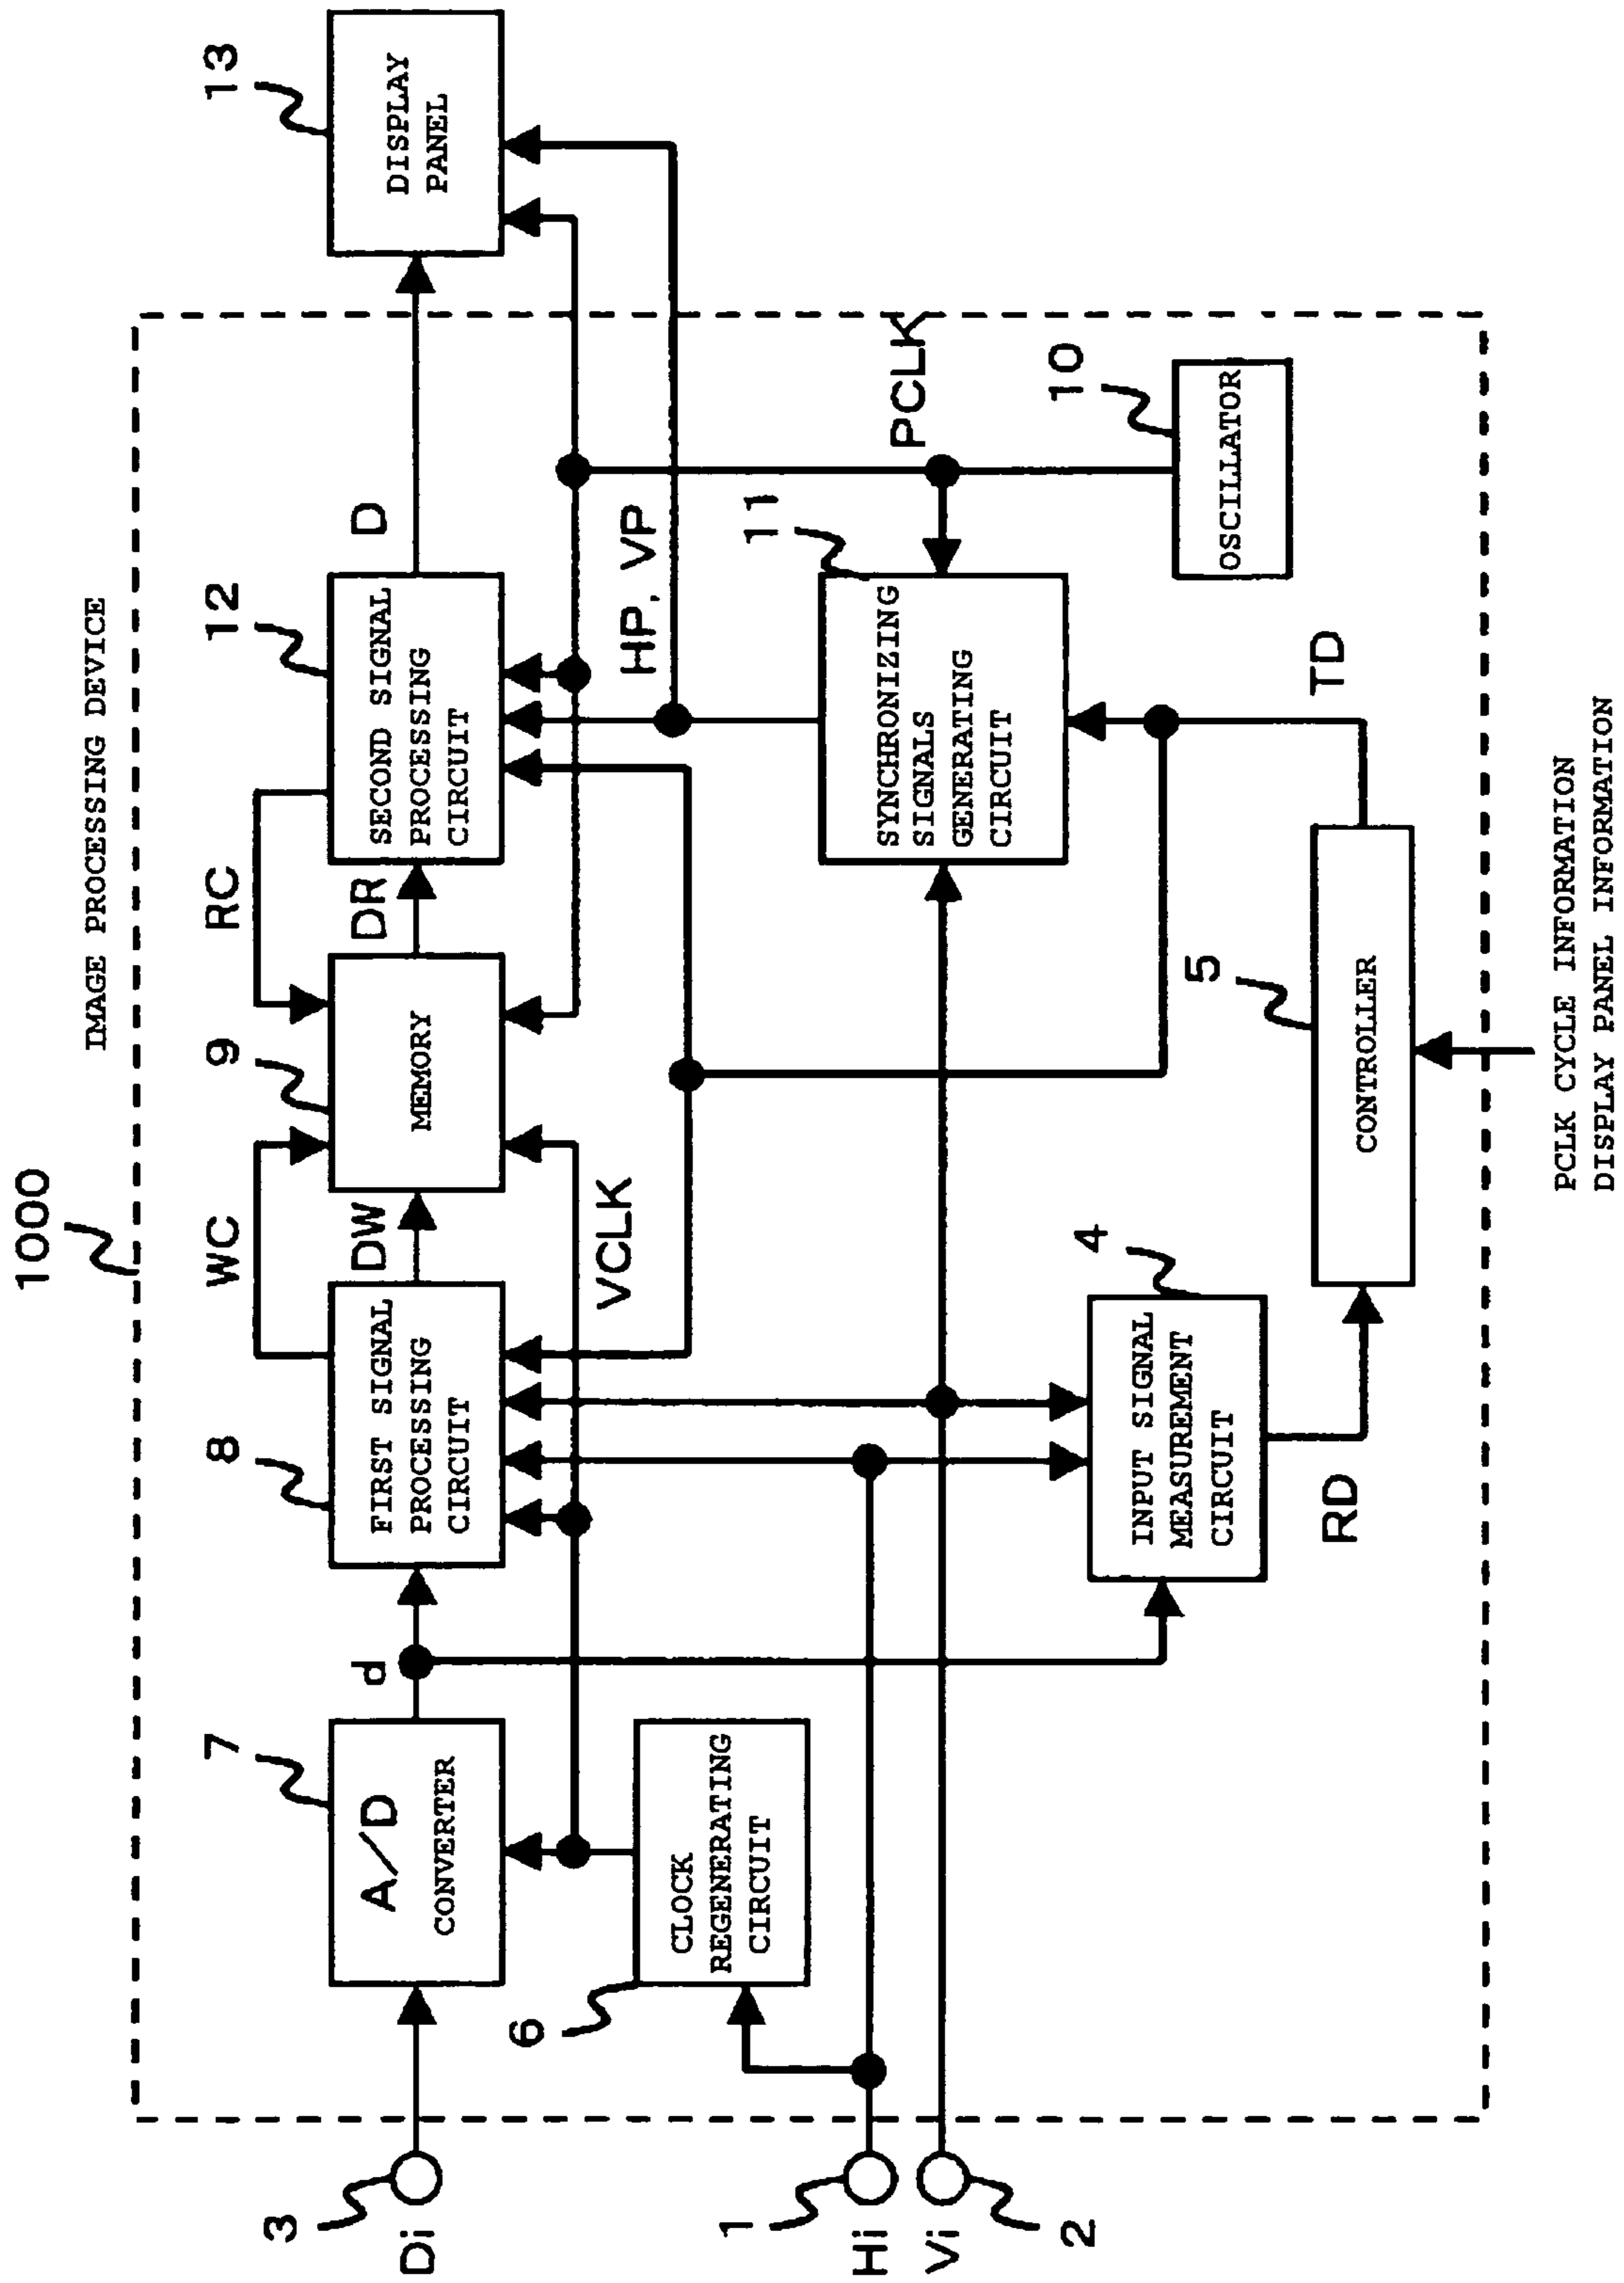 1000
IMAGE PROCESSING DEVICE
WC
RC
3
Di
7
A/D
CONVERTER
d
8
FIRST SIGNAL
PROCESSING
CIRCUIT
DW
9
MEMORY
DR
12
SECOND SIGNAL
PROCESSING
CIRCUIT
D
13
DISPLAY
PANEL
6
CLOCK
REGENERATING
CIRCUIT
VCLK
HP, VP
1
Hi
Vi
2
11
SYNCHRONIZING
SIGNALS
GENERATING
CIRCUIT
PCLK
10
OSCILLATOR
4
INPUT SIGNAL
MEASUREMENT
CIRCUIT
RD
5
CONTROLLER
TD
PCLK CYCLE INFORMATION
DISPLAY PANEL INFORMATION